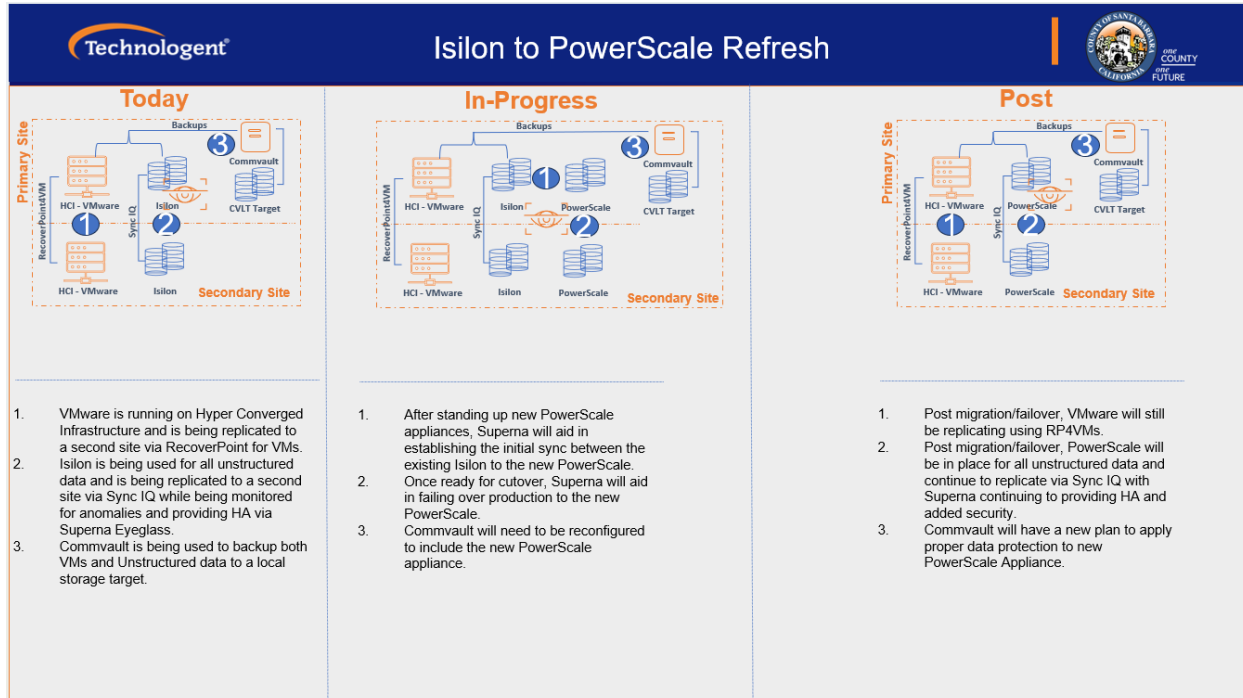 Technologent®
Isilon to PowerScale Refresh
COUNTY OF SANTA BARBARA
CALIFORNIA
one
COUNTY
one
FUTURE
Today
Primary Site
Backups
3
Commvault
HCI - VMware
Isilon
CVLT Target
RecoverPoint4VM
1
Sync IQ
2
HCI - VMware
Isilon
Secondary Site
1. VMware is running on Hyper Converged
Infrastructure and is being replicated to
a second site via RecoverPoint for VMs.
2. Isilon is being used for all unstructured
data and is being replicated to a second
site via Sync IQ while being monitored
for anomalies and providing HA via
Superna Eyeglass.
3. Commvault is being used to backup both
VMs and Unstructured data to a local
storage target.
In-Progress
Backups
3
Commvault
1
HCI - VMware
Isilon
PowerScale
CVLT Target
RecoverPoint4VM
Sync IQ
2
HCI - VMware
Isilon
PowerScale
Secondary Site
1. After standing up new PowerScale
appliances, Superna will aid in
establishing the initial sync between the
existing Isilon to the new PowerScale.
2. Once ready for cutover, Superna will aid
in failing over production to the new
PowerScale.
3. Commvault will need to be reconfigured
to include the new PowerScale
appliance.
Post
Primary Site
Backups
3
Commvault
HCI - VMware
PowerScale
CVLT Target
RecoverPoint4VM
1
Sync IQ
2
HCI - VMware
PowerScale
Secondary Site
1. Post migration/failover, VMware will still
be replicating using RP4VMs.
2. Post migration/failover, PowerScale will
be in place for all unstructured data and
continue to replicate via Sync IQ with
Superna continuing to providing HA and
added security.
3. Commvault will have a new plan to apply
proper data protection to new
PowerScale Appliance.